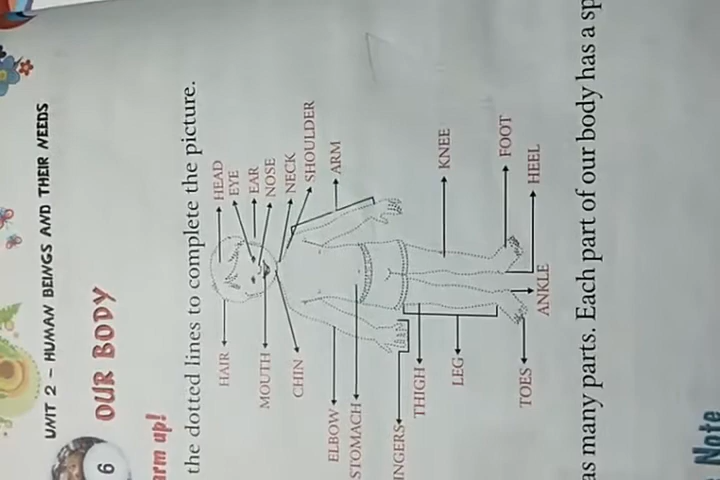 UNIT 2 - HUMAN BEINGS AND THEIR NEEDS
6
OUR BODY
arm up!
the dotted lines to complete the picture.
HEAD
EYE
EAR
NOSE
NECK
SHOULDER
ARM
KNEE
FOOT
HEEL
HAIR
MOUTH
CHIN
ELBOW
STOMACH
INGERS
THIGH
LEG
TOES
ANKLE
as many parts. Each part of our body has a sp
Note